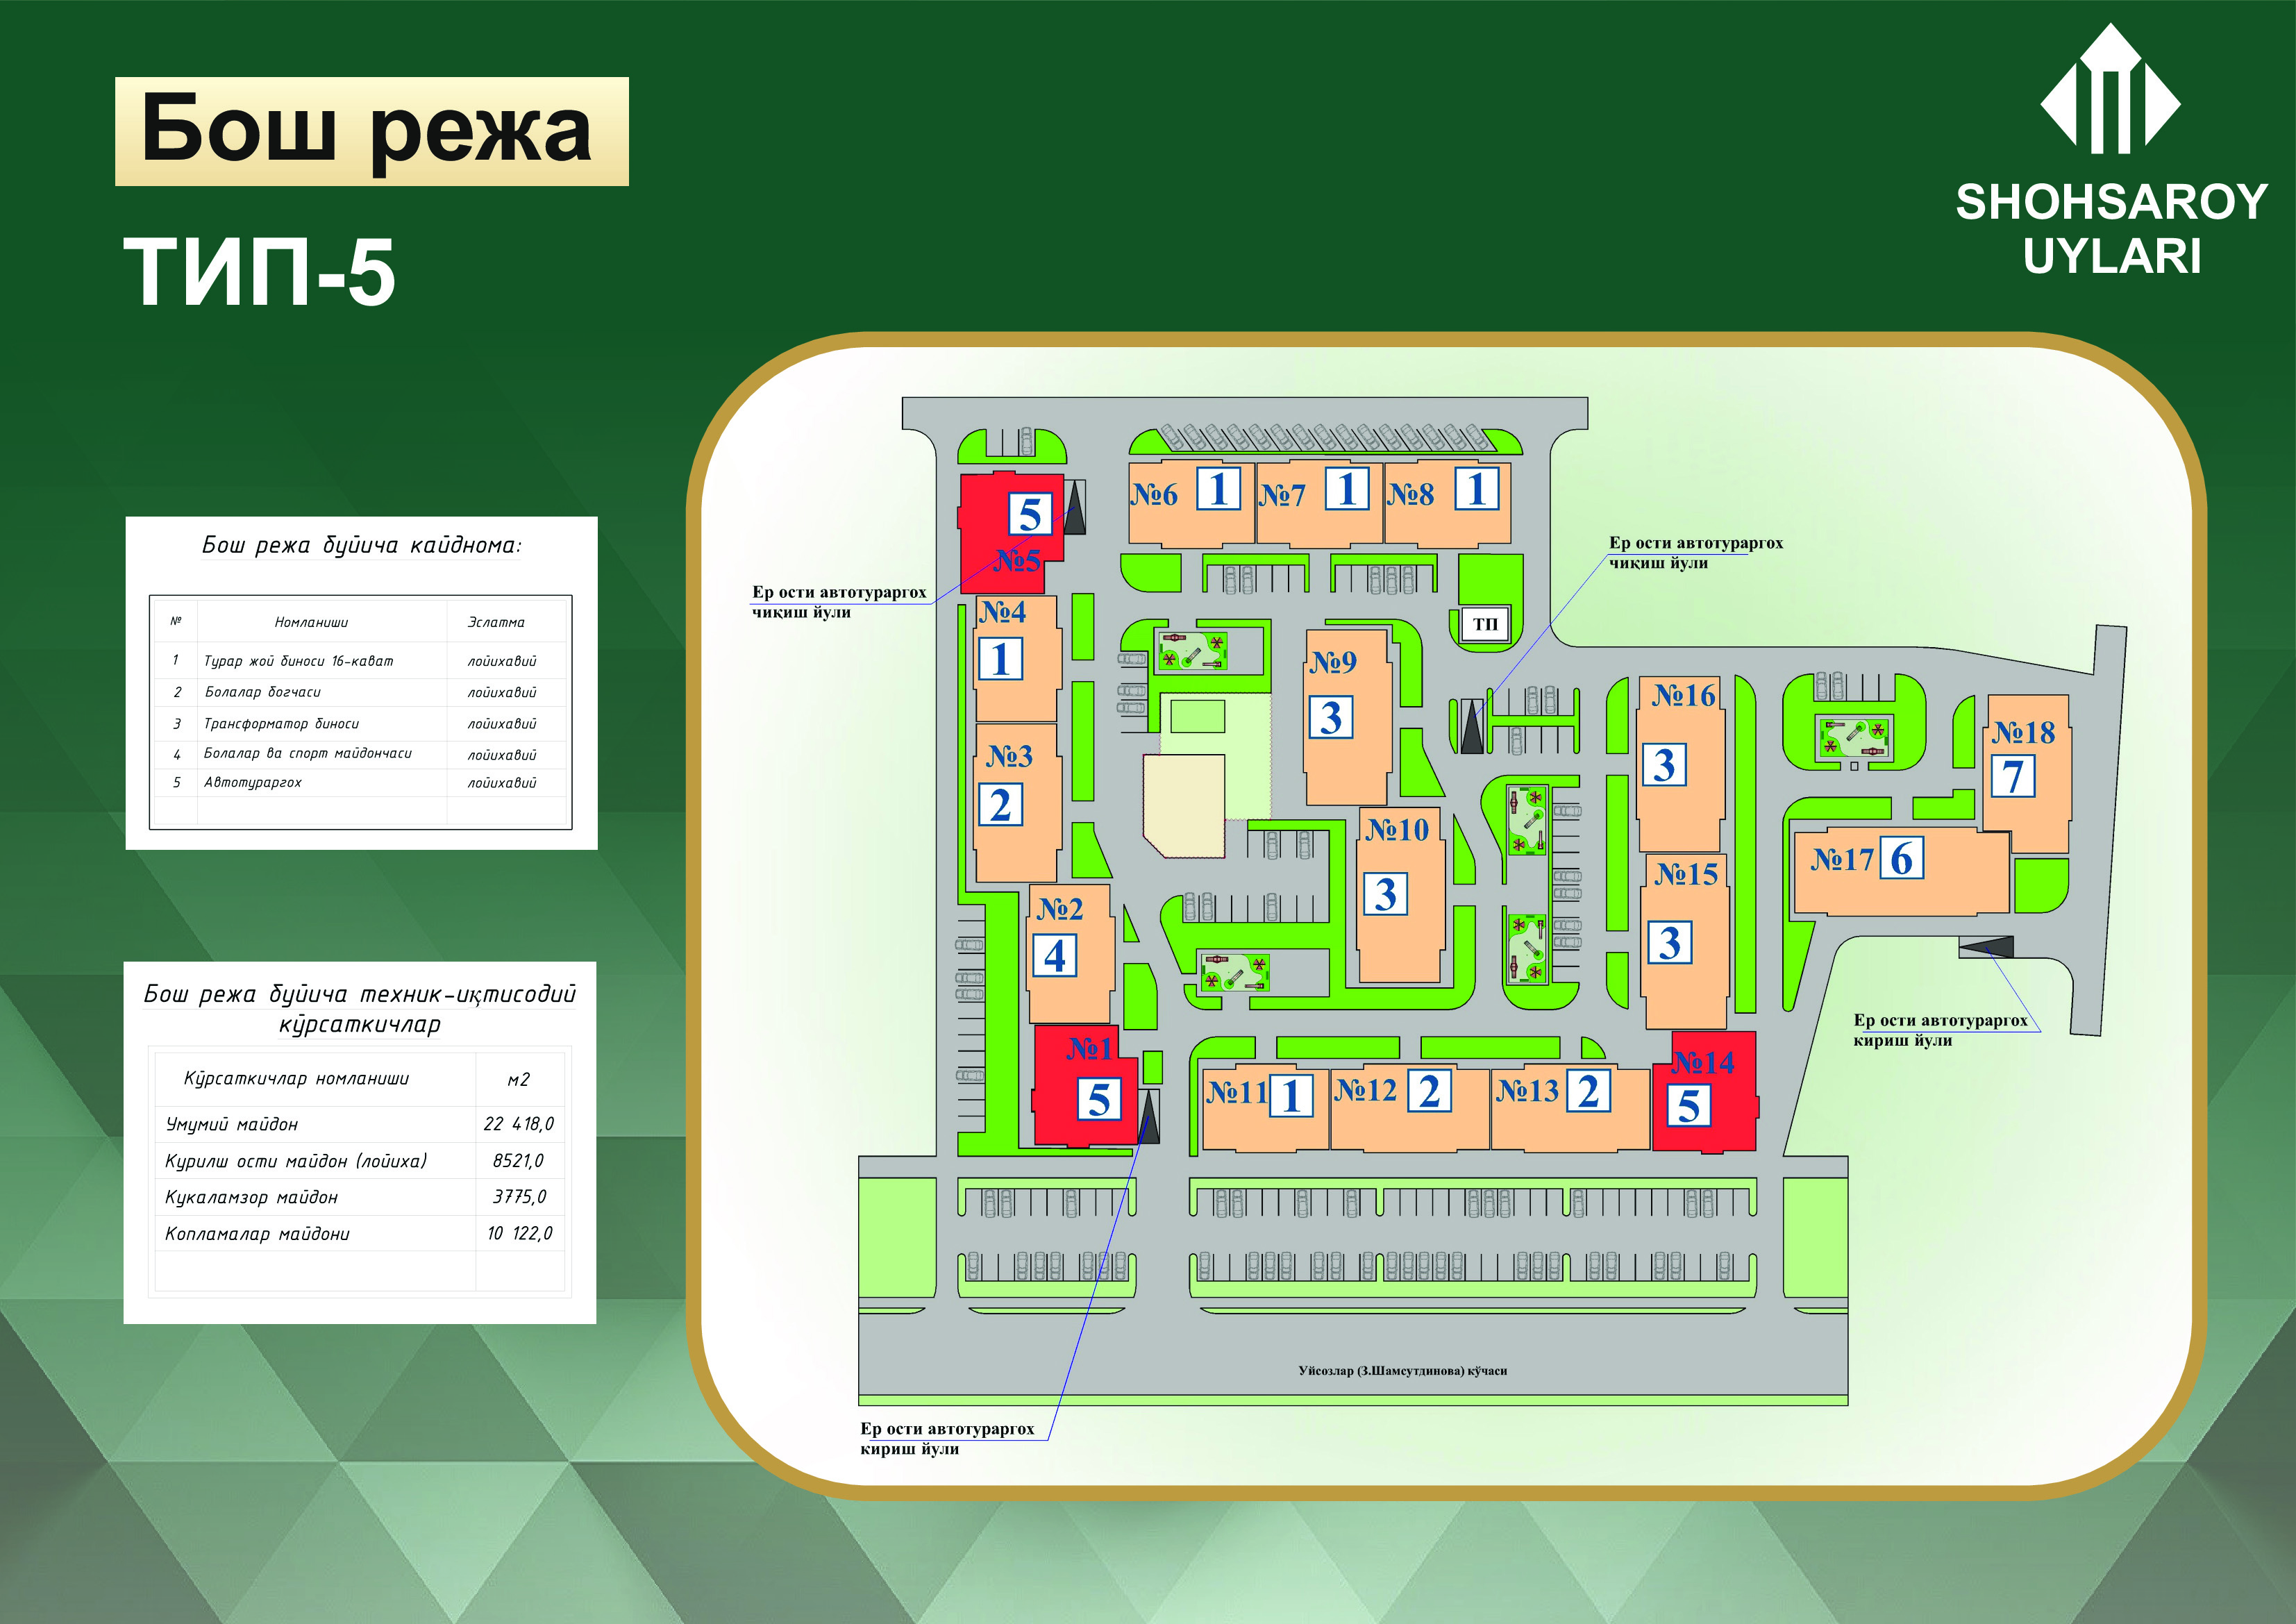 Бош режа
ТИП-5
SHOHSAROY
UYLARI
Бош режа буйича кайднома:
№ Номланиши Эслатма
1 Турар жой биноси 16-кават лойихавий
2 Болалар богчаси лойихавий
3 Трансформатор биноси лойихавий
4 Болалар ва спорт майдончаси лойихавий
5 Автотураргох лойихавий
Бош режа буйича техник-иқтисодий
кўрсаткичлар
Кўрсаткичлар номланиши м2
Умумий майдон 22 418,0
Курилш ости майдон (лойиха) 8521,0
Кукаламзор майдон 3775,0
Копламалар майдони 10 122,0
№5 5
№6 1
№7 1
№8 1
Ер ости автотураргох
чиқиш йули
Ер ости автотураргох
чиқиш йули
№4
1
ТП
№3
2
№9
3
№16
3
№18
7
№10
3
№17 6
№15
3
№2
4
Ер ости автотураргох
кириш йули
№1
5
№11 1
№12 2
№13 2
№14
5
Уйсозлар (З.Шамсутдинова) кўчаси
Ер ости автотураргох
кириш йули